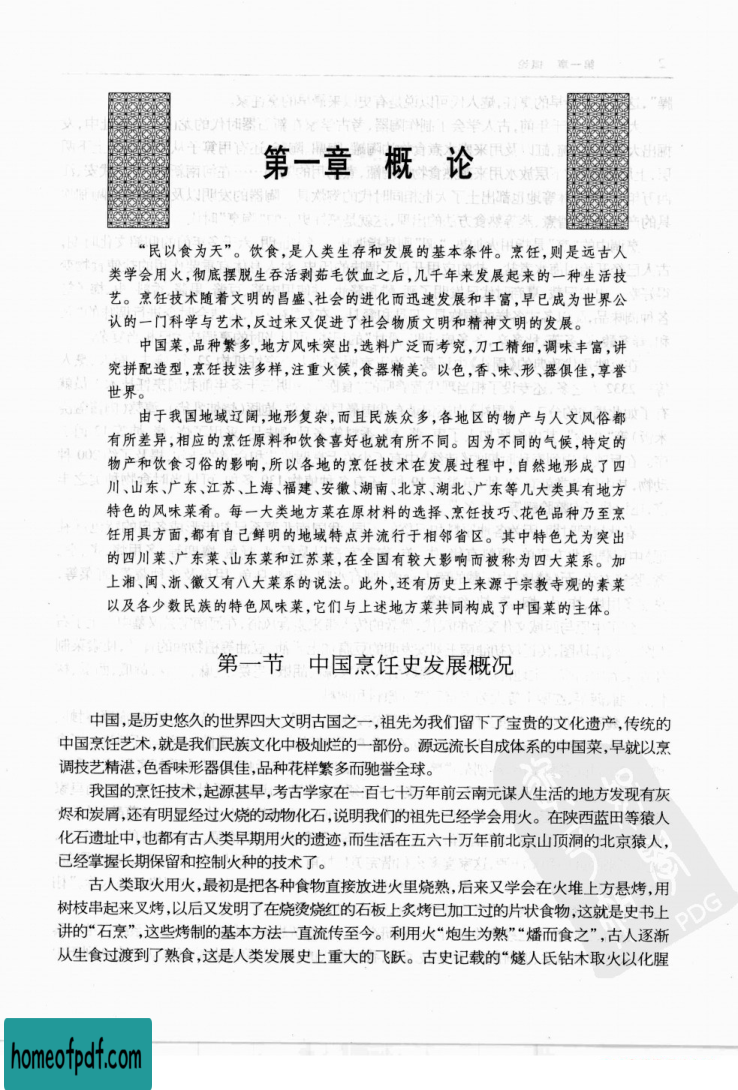 第一章 概 论
“民以食为天”。饮食,是人类生存和发展的基本条件。烹饪,则是远古人
类学会用火,彻底摆脱生吞活剥茹毛饮血之后,几千年来发展起来的一种生活技
艺。烹饪技术随着文明的昌盛、社会的进化而迅速发展和丰富,早已成为世界公
认的一门科学与艺术,反过来又促进了社会物质文明和精神文明的发展。
中国菜,品种繁多,地方风味突出,选料广泛而考究,刀工精细,调味丰富,讲
究拼配造型,烹饪技法多样,注重火候,食器精美。以色、香、味、形、器俱佳,享誉
世界。
由于我国地域辽阔,地形复杂,而且民族众多,各地区的物产与人文风俗都
有所差异,相应的烹饪原料和饮食喜好也就有所不同。因为不同的气候,特定的
物产和饮食习俗的影响,所以各地的烹饪技术在发展过程中,自然地形成了四
川、山东、广东、江苏、上海、福建、安徽、湖南、北京、湖北、广东等几大类具有地方
特色的风味菜肴。每一大类地方菜在原材料的选择、烹饪技巧、花色品种乃至烹
饪用具方面,都有自己鲜明的地域特点并流行于相邻省区。其中特色尤为突出
的四川菜、广东菜、山东菜和江苏菜,在全国有较大影响而被称为四大菜系。加
上湘、闽、浙、徽又有八大菜系的说法。此外,还有历史上来源于宗教寺观的素菜
以及各少数民族的特色风味菜,它们与上述地方菜共同构成了中国菜的主体。
第一节 中国烹饪史发展概况
中国,是历史悠久的世界四大文明古国之一,祖先为我们留下了宝贵的文化遗产,传统的
中国烹饪艺术,就是我们民族文化中极灿烂的一部份。源远流长自成体系的中国菜,早就以烹
调技艺精湛,色香味形器俱佳,品种花样繁多而驰誉全球。
我国的烹饪技术,起源甚早,考古学家在一百七十万年前云南元谋人生活的地方发现有灰
烬和炭屑,还有明显经过火烧的动物化石,说明我们的祖先已经学会用火。在陕西蓝田等猿人
化石遗址中,也都有古人类早期用火的遗迹,而生活在五六十万年前北京山顶洞的北京猿人,
已经掌握长期保留和控制火种的技术了。
古人类取火用火,最初是把各种食物直接放进火里烧熟,后来又学会在火堆上方悬烤,用
树枝串起来叉烤,以后又发明了在烧烫烧红的石板上炙烤已加工过的片状食物,这就是史书上
讲的“石烹”,这些烤制的基本方法一直流传至今。利用火“炮生为熟”“燔而食之”,古人逐渐
从生食过渡到了熟食,这是人类发展史上重大的飞跃。古史记载的“燧人氏钻木取火以化腥
PDG
homeofpdf.com